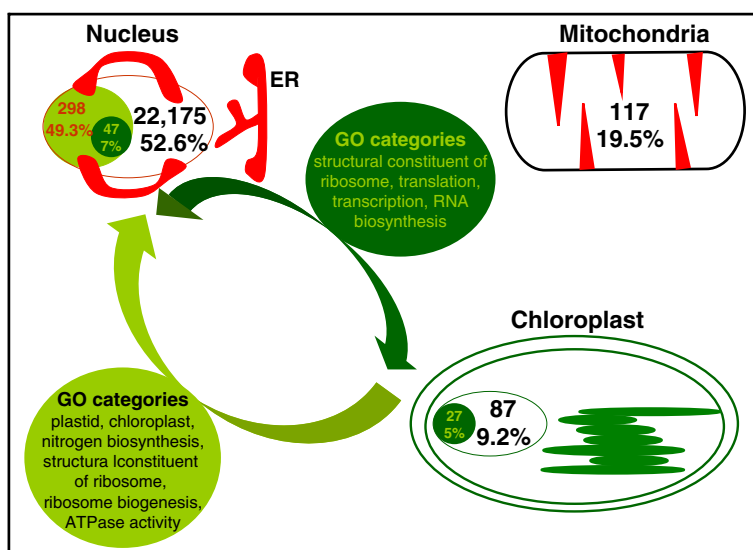 Nucleus
ER
298
49.3%
47
7%
22,175
52.6%
Mitochondria
117
19.5%
GO categories
structural constituent of
ribosome, translation,
transcription, RNA
biosynthesis
Chloroplast
27
5%
87
9.2%
GO categories
plastid, chloroplast,
nitrogen biosynthesis,
structura lconstituent
of ribosome,
ribosome biogenesis,
ATPase activity